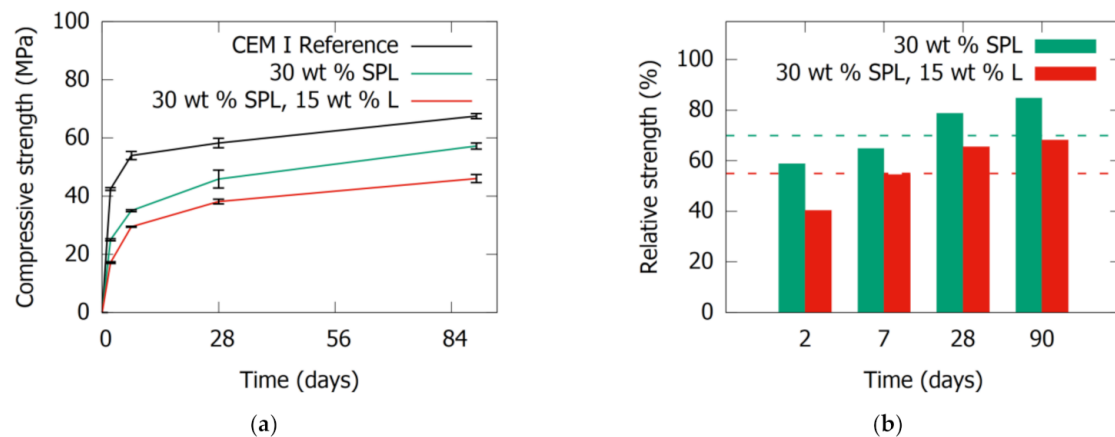 100
80
60
40
20
0
Compressive strength (MPa)
CEM I Reference
30 wt % SPL
30 wt % SPL, 15 wt % L
0 28 56 84
Time (days)
(a)
100
80
60
40
20
0
Relative strength (%)
30 wt % SPL
30 wt % SPL, 15 wt % L
2 7 28 90
Time (days)
(b)